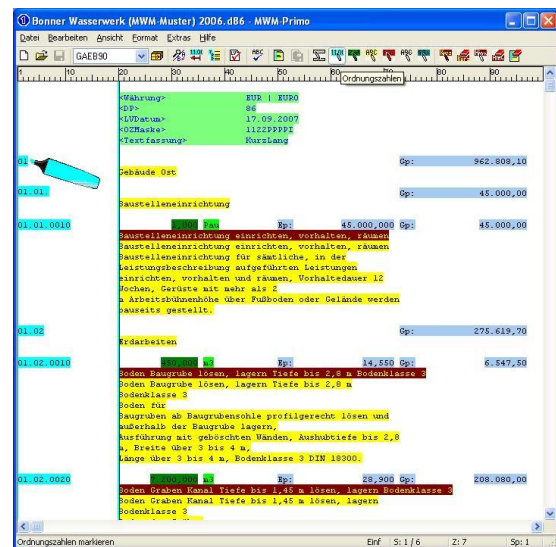 Bonner Wasserwerk (MWM-Muster) 2006.d86 - MWM-Primo
Datei Bearbeiten Ansicht Format Extras Hilfe
GAEB90
1 10 20 30 40 50 60 70 80 90
Ordnungszahlen
<Währung> EUR | EURO
<DP> 86
<LVDatum> 17.09.2007
<OZMaske> 1122PPPPI
<Textfassung> KurzLang
01 Gp: 962.808,10
Gebäude Ost
01.01. Gp: 45.000,00
Baustelleneinrichtung
01.01.0010 1,000 Pau Ep: 45.000,000 Gp: 45.000,00
Baustelleneinrichtung einrichten, vorhalten, räumen
Baustelleneinrichtung einrichten, vorhalten, räumen
Baustelleneinrichtung für sämtliche, in der
Leistungsbeschreibung aufgeführten Leistungen
einrichten, vorhalten und räumen, Vorhaltedauer 12
Wochen, Gerüste mit mehr als 2
m Arbeitsbühnenhöhe über Fußboden oder Gelände werden
bauseits gestellt.
01.02 Gp: 275.619,70
Erdarbeiten
01.02.0010 450,000 m3 Ep: 14,550 Gp: 6.547,50
Boden Baugrube lösen, lagern Tiefe bis 2,8 m Bodenklasse 3
Boden Baugrube lösen, lagern Tiefe bis 2,8 m
Bodenklasse 3
Boden für
Baugruben ab Baugrubensohle profilgerecht lösen und
außerhalb der Baugrube lagern,
Ausführung mit geböschten Wänden, Aushubtiefe bis 2,8
m, Breite über 3 bis 4 m,
Länge über 3 bis 4 m, Bodenklasse 3 DIN 18300.
01.02.0020 7.200,000 m3 Ep: 28,900 Gp: 208.080,00
Boden Graben Kanal Tiefe bis 1,45 m lösen, lagern Bodenklasse 3
Boden Graben Kanal Tiefe bis 1,45 m lösen, lagern
Bodenklasse 3
Ordnungszahlen markieren Einf S: 1 / 6 Z: 7 Sp: 1